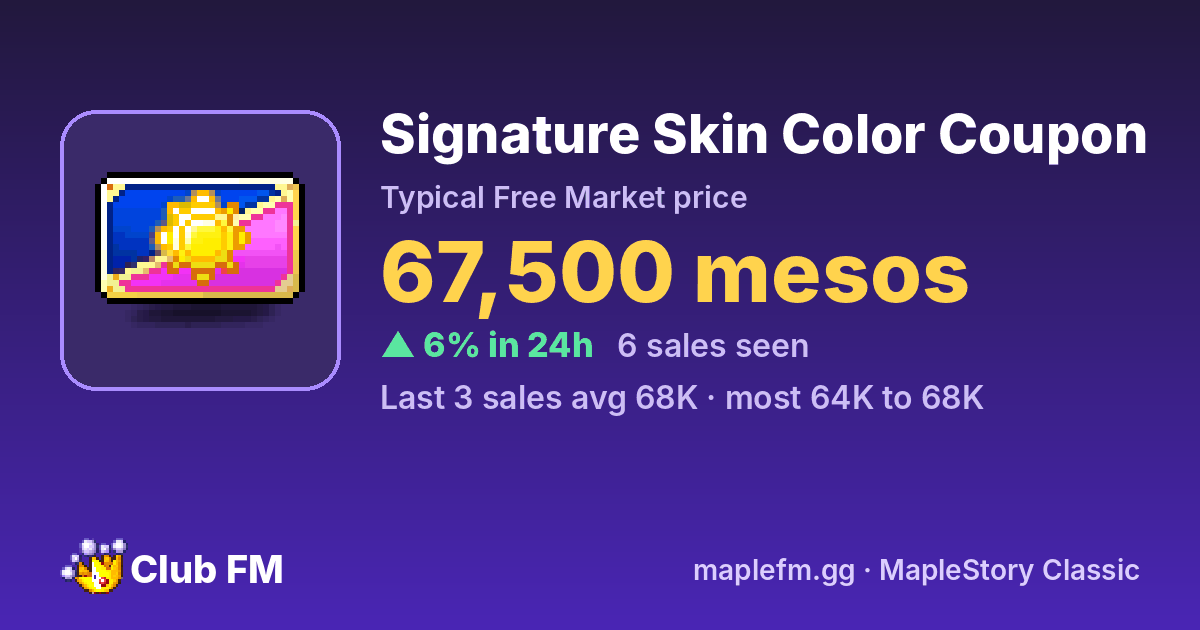 Signature Skin Color Coupon
Typical Free Market price
67,500 mesos
▲ 6% in 24h 6 sales seen
Last 3 sales avg 68K · most 64K to 68K
Club FM
maplefm.gg · MapleStory Classic